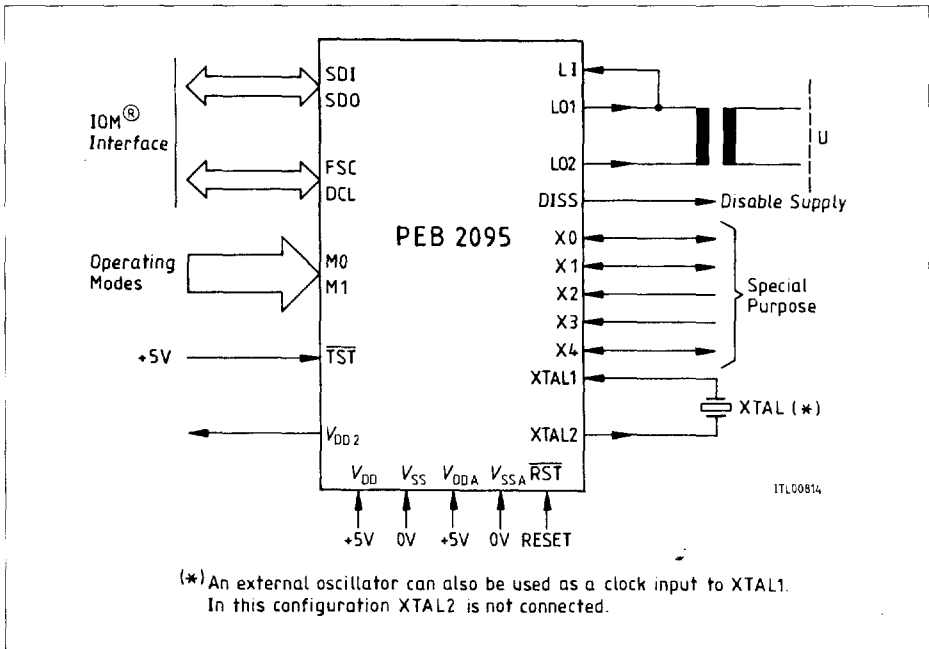 IOM®
Interface
SDI
SDO
FSC
DCL
Operating
Modes
M0
M1
+5V
TST
VDD2
PEB 2095
LI
LO1
LO2
U
DISS
Disable Supply
X0
X1
X2
X3
X4
Special
Purpose
XTAL1
XTAL (*)
XTAL2
VDD VSS VDDA VSSA RST
+5V 0V +5V 0V RESET
ITL00814
(*) An external oscillator can also be used as a clock input to XTAL1.
In this configuration XTAL2 is not connected.